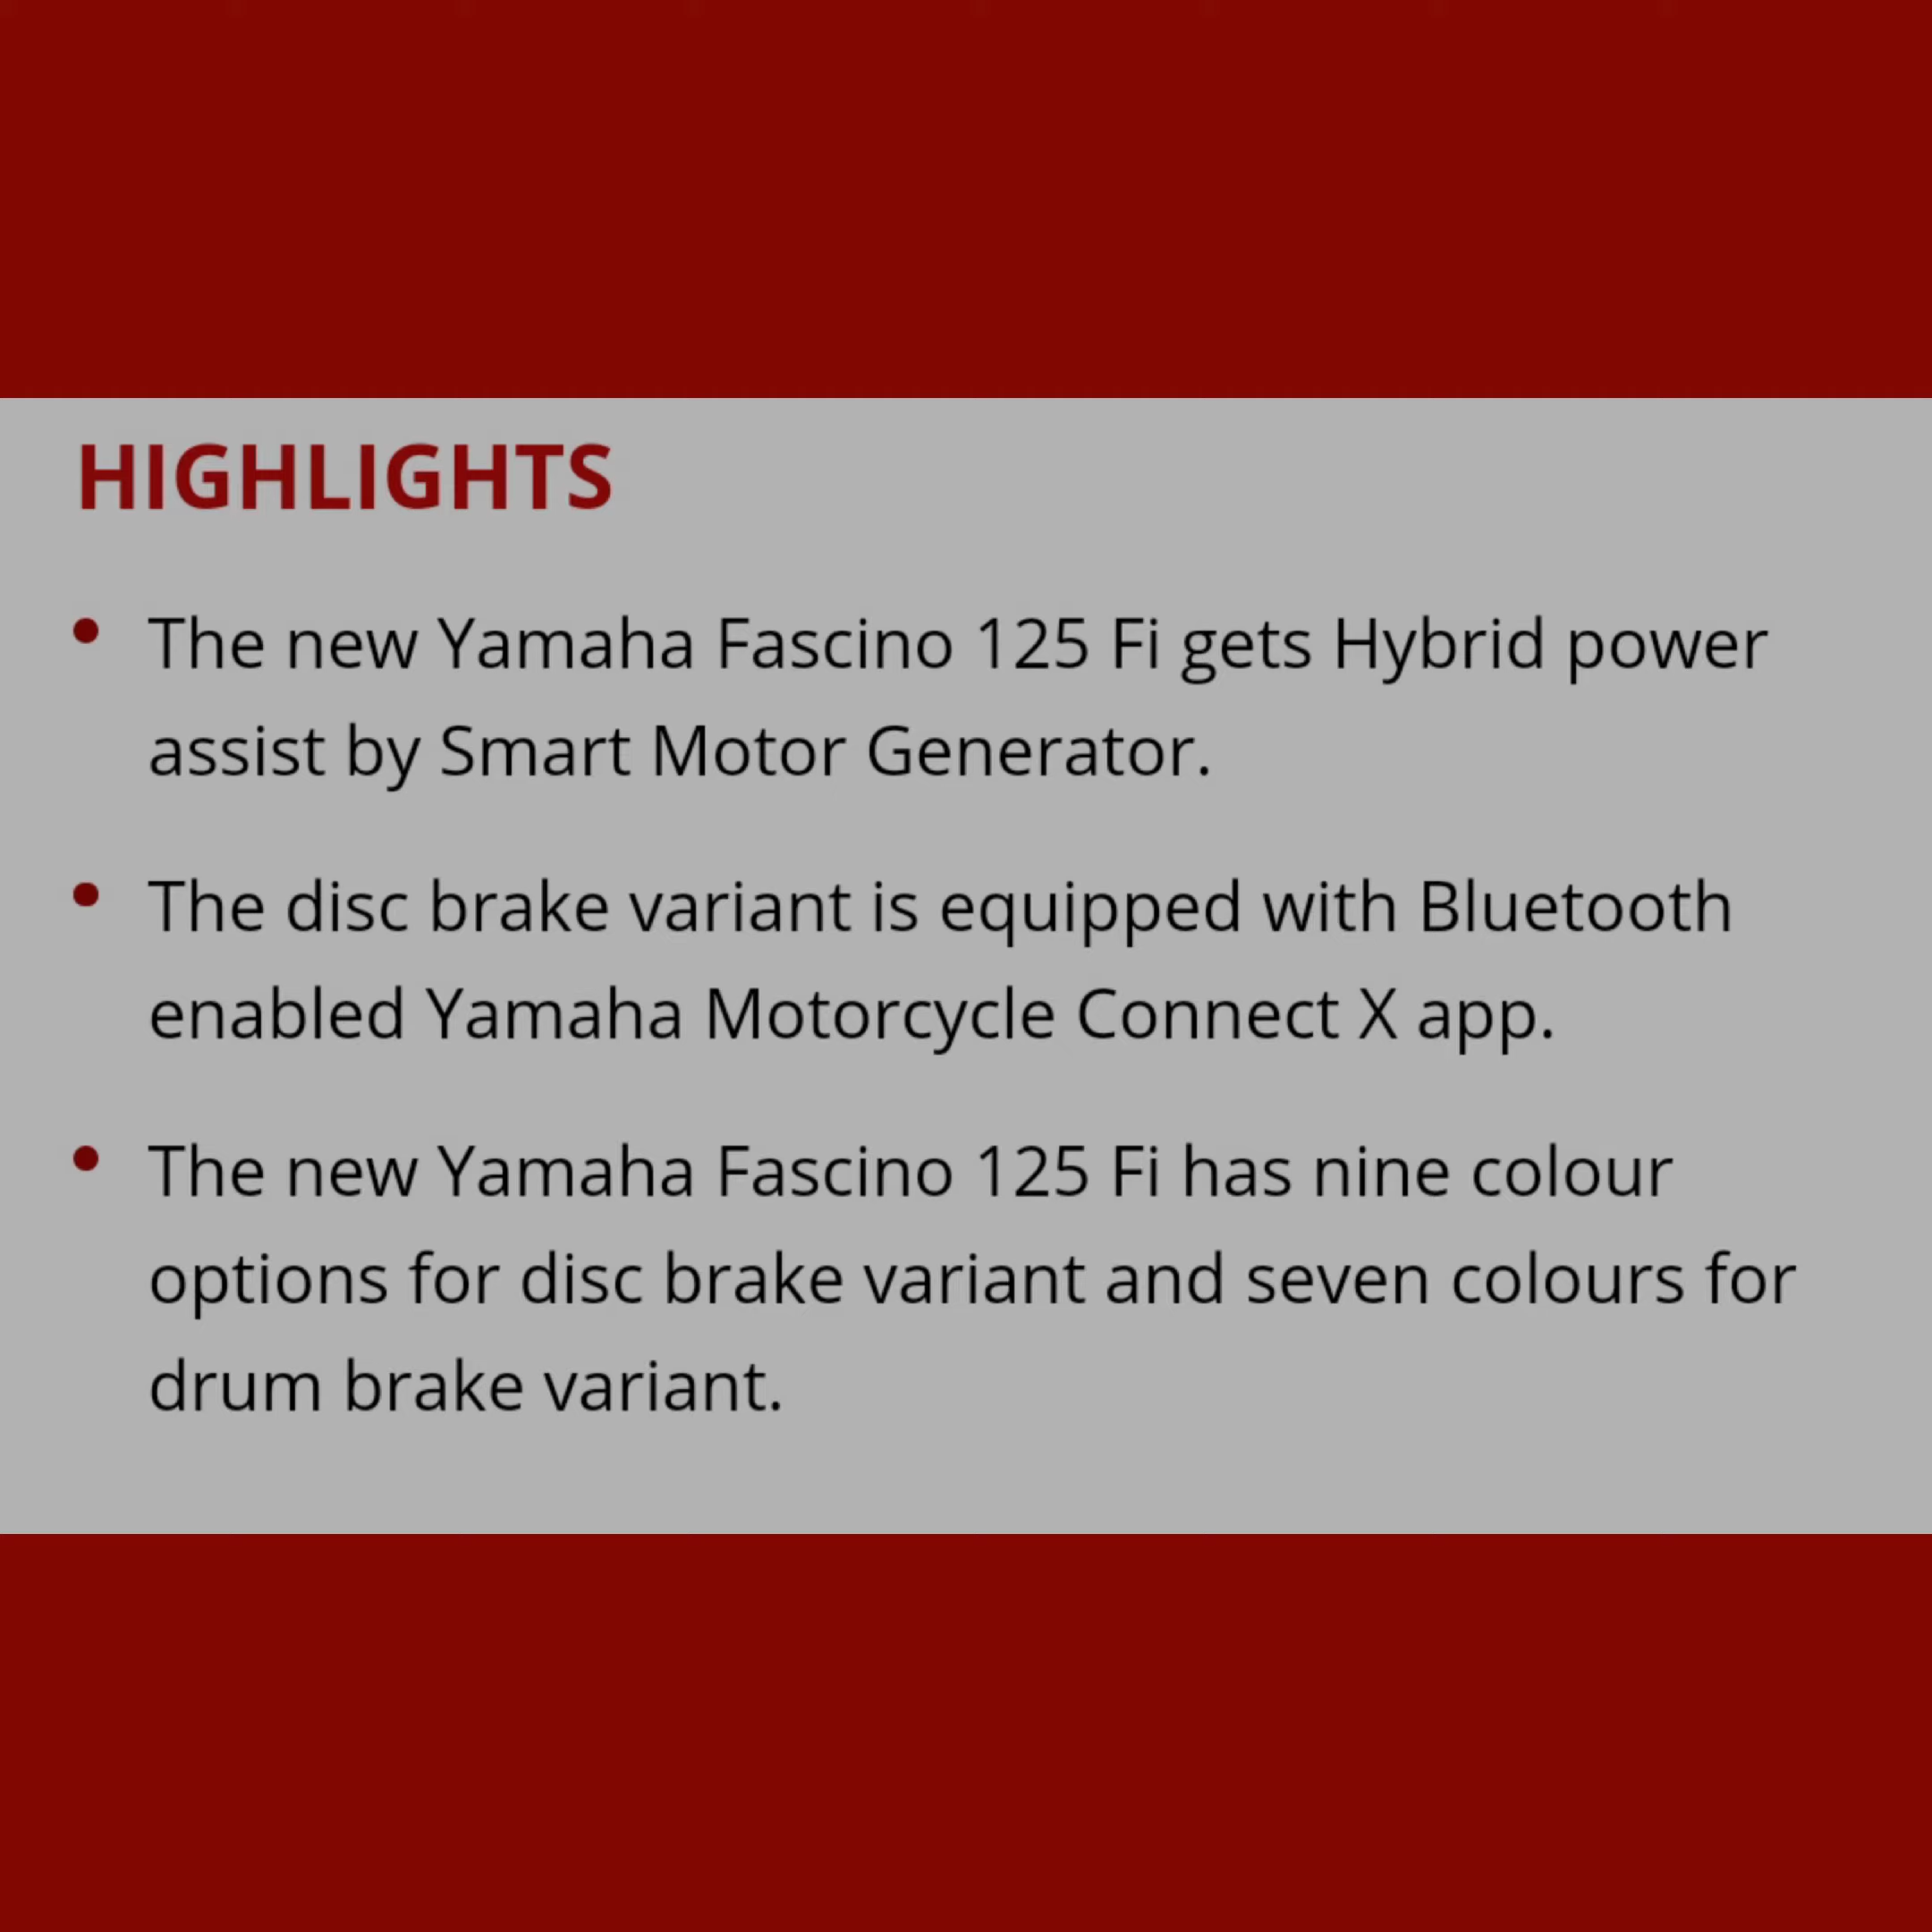 HIGHLIGHTS
• The new Yamaha Fascino 125 Fi gets Hybrid power
assist by Smart Motor Generator.
• The disc brake variant is equipped with Bluetooth
enabled Yamaha Motorcycle Connect X app.
• The new Yamaha Fascino 125 Fi has nine colour
options for disc brake variant and seven colours for
drum brake variant.